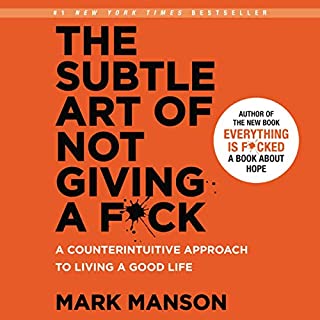 #1 NEW YORK TIMES BESTSELLER
THE
SUBTLE
ART OF
NOT
GIVING
A F*CK
AUTHOR OF
THE NEW BOOK
EVERYTHING
IS F*CKED
A BOOK ABOUT
HOPE
A COUNTERINTUITIVE APPROACH
TO LIVING A GOOD LIFE
MARK MANSON